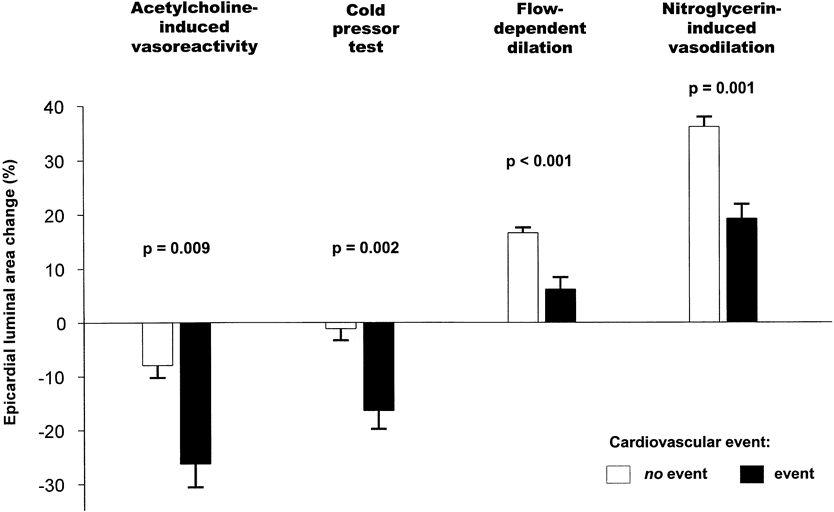 Acetylcholine-
induced
vasoreactivity
Cold
pressor
test
Flow-
dependent
dilation
Nitroglycerin-
induced
vasodilation
p = 0.001
p < 0.001
p = 0.009
p = 0.002
Epicardial luminal area change (%)
40
30
20
10
0
-10
-20
-30
Cardiovascular event:
no event
event